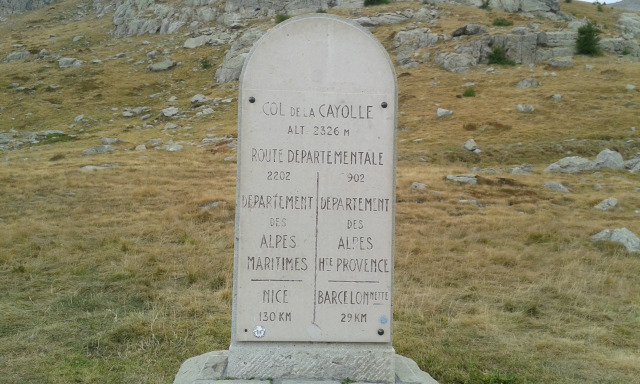 COL DE LA CAYOLLE
ALT 2326 M
ROUTE DEPARTEMENTALE
2202 902
DEPARTEMENT DEPARTEMENT
DES DES
ALPES ALPES
MARITIMES HTE PROVENCE
NICE BARCELONNETTE
130 KM 29 KM